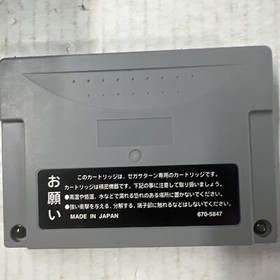 お願い
このカートリッジは、セガサターン専用のカートリッジです。
カートリッジは精密機器です。下記の事に注意して取り扱いましょう。
●高温や低温、水などで濡れる恐れのある場所に置かないでください。
●強い衝撃を与える、分解する、端子部に触れるなどはしないでください。
MADE IN JAPAN
670-5847